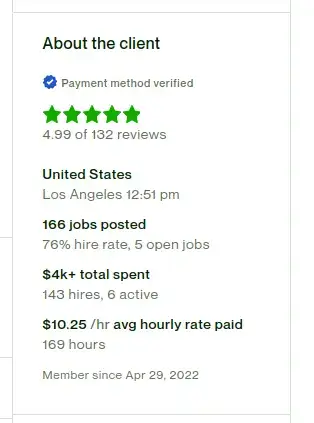 About the client
Payment method verified
4.99 of 132 reviews
United States
Los Angeles 12:51 pm
166 jobs posted
76% hire rate, 5 open jobs
$4k+ total spent
143 hires, 6 active
$10.25 /hr avg hourly rate paid
169 hours
Member since Apr 29, 2022